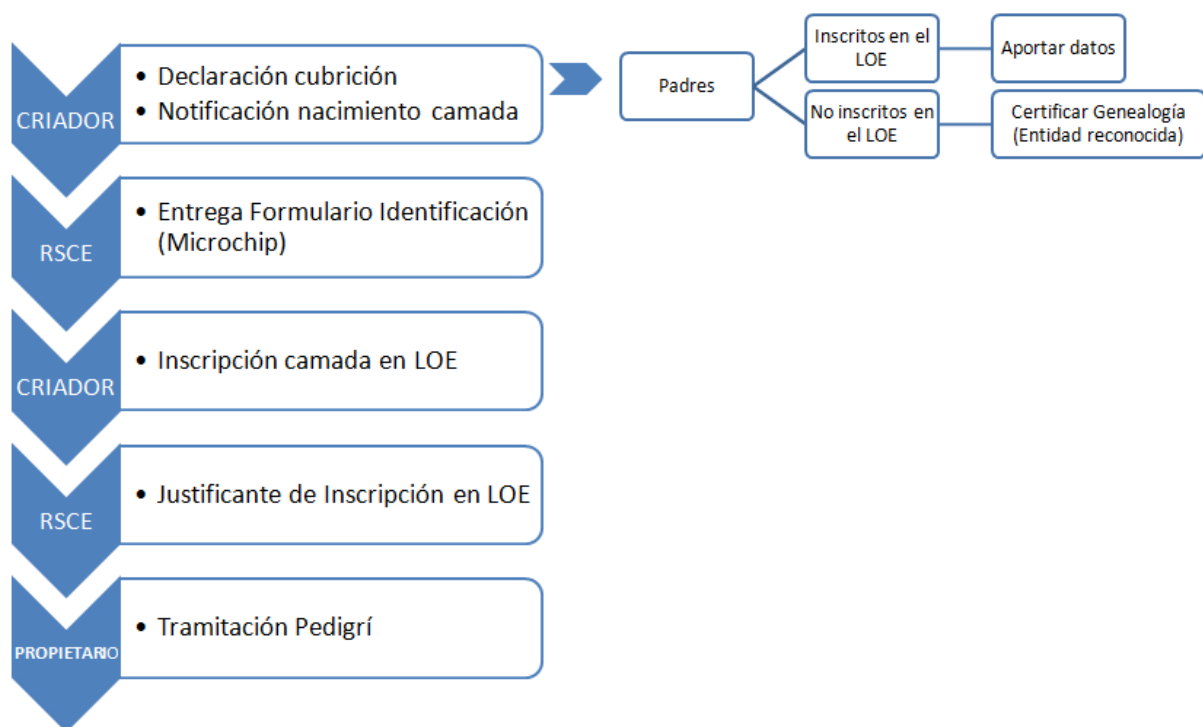 CRIADOR
• Declaración cubrición
• Notificación nacimiento camada
Padres
Inscritos en el
LOE
Aportar datos
No inscritos en
el LOE
Certificar Genealogía
(Entidad reconocida)
RSCE
• Entrega Formulario Identificación
(Microchip)
CRIADOR
• Inscripción camada en LOE
RSCE
• Justificante de Inscripción en LOE
PROPIETARIO
• Tramitación Pedigrí